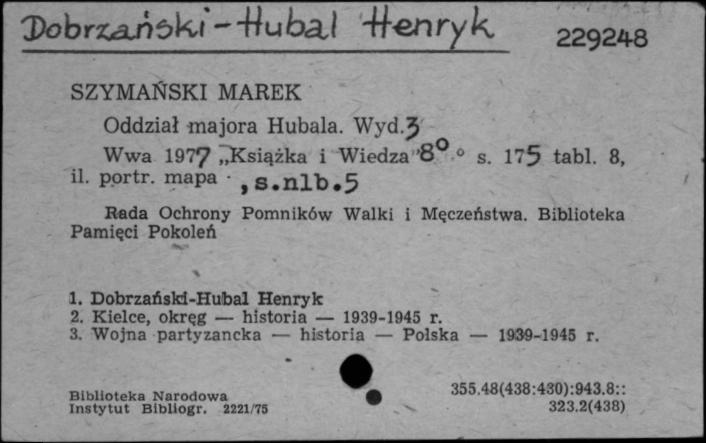 Dobrzański-Hubal Henryk
229248
SZYMAŃSKI MAREK
Oddział majora Hubala. Wyd.3
Wwa 1977 „Książka i Wiedza" 8° s. 175 tabl. 8,
il. portr. mapa , s.nlb.5
Rada Ochrony Pomników Walki i Męczeństwa. Biblioteka
Pamięci Pokoleń
1. Dobrzański-Hubal Henryk
2. Kielce, okręg — historia — 1939-1945 r.
3. Wojna partyzancka — historia — Polska — 1939-1945 r.
Biblioteka Narodowa
Instytut Bibliogr. 2221/75
355.48(438:430):943.8::
323.2(438)